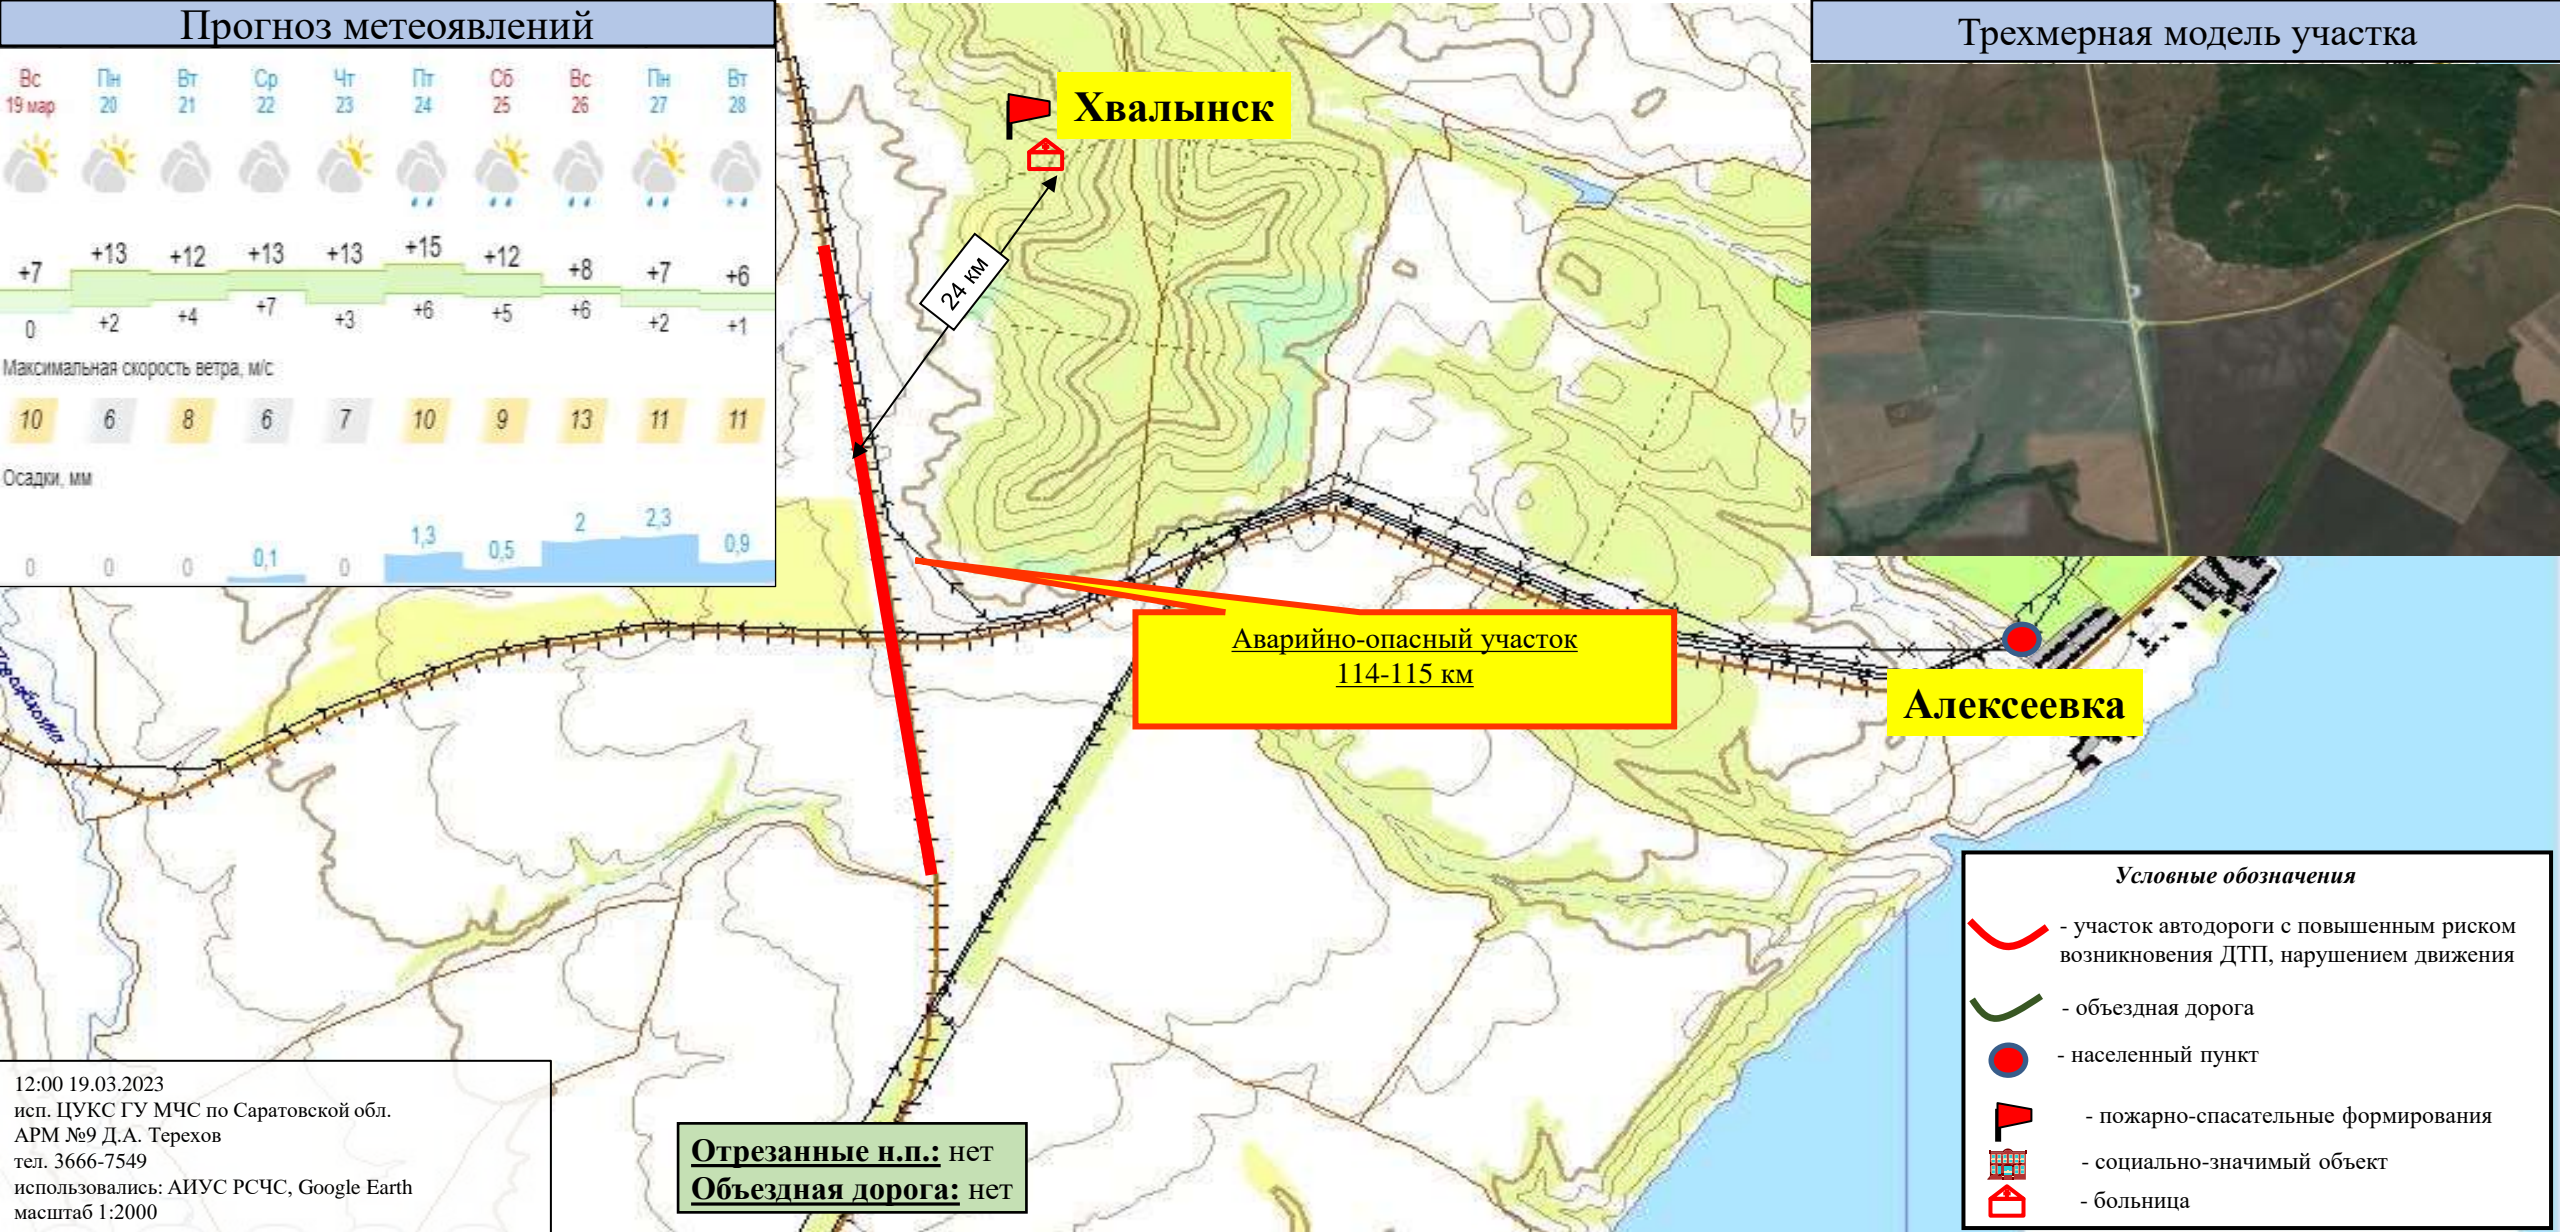 Прогноз метеоявлений
Вс Пн Вт Ср Чт Пт Сб Вс Пн Вт
19 мар 20 21 22 23 24 25 26 27 28
+7 +13 +12 +13 +13 +15 +12 +8 +7 +6
0 +2 +4 +7 +3 +6 +5 +6 +2 +1
Максимальная скорость ветра, м/с
10 6 8 6 7 10 9 13 11 11
Осадки, мм
0 0 0 0,1 0 1,3 0,5 2 2,3 0,9
Хвалынск
24 км
Трехмерная модель участка
Аварийно-опасный участок
114-115 км
Алексеевка
Условные обозначения
- участок автодороги с повышенным риском
возникновения ДТП, нарушением движения
- объездная дорога
- населенный пункт
- пожарно-спасательные формирования
- социально-значимый объект
- больница
12:00 19.03.2023
исп. ЦУКС ГУ МЧС по Саратовской обл.
АРМ №9 Д.А. Терехов
тел. 3666-7549
использовались: АИУС РСЧС, Google Earth
масштаб 1:2000
Отрезанные н.п.: нет
Объездная дорога: нет